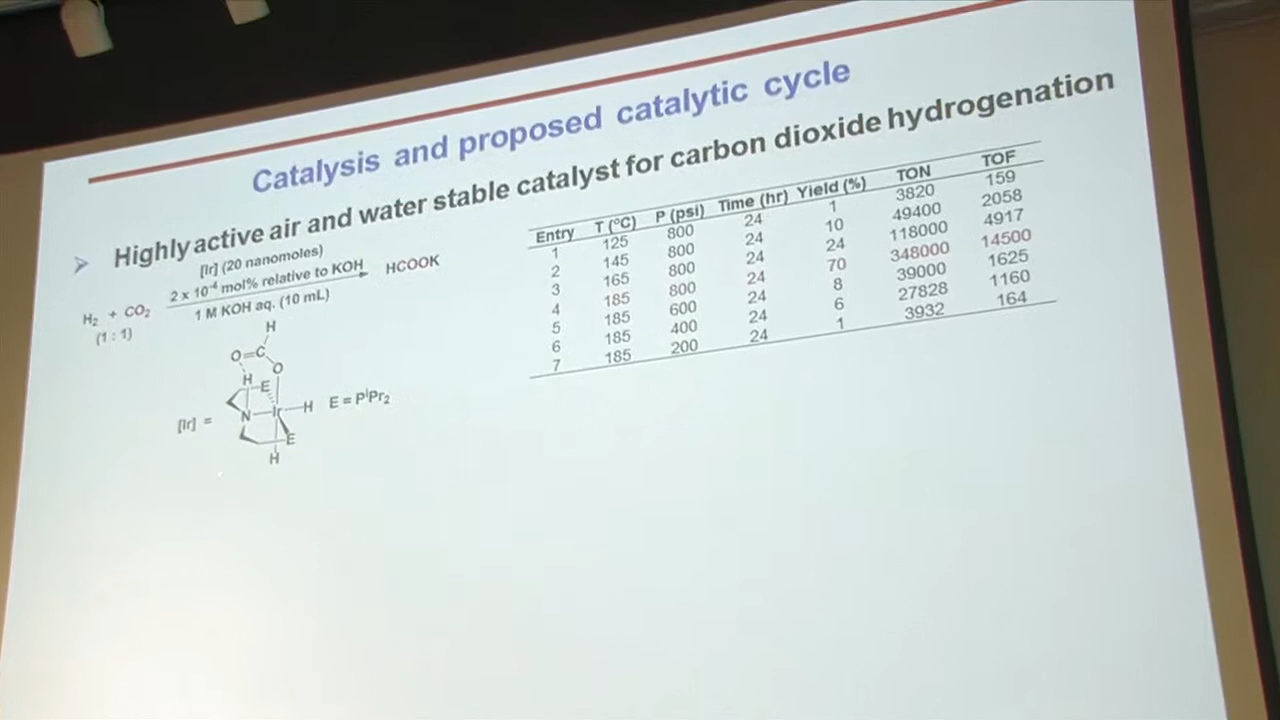 Catalysis and proposed catalytic cycle
Highly active air and water stable catalyst for carbon dioxide hydrogenation
[Ir] (20 nanomoles)
H₂ + CO₂ 2 x 10⁻⁴ mol% relative to KOH HCOOK
(1 : 1) 1 M KOH aq. (10 mL)
H
O=C
O
H E
[Ir] = N Ir H E = PⁱPr₂
E
H
Entry T (ºC) P (psi) Time (hr) Yield (%) TON TOF
1 125 800 24 1 3820 159
2 145 800 24 10 49400 2058
3 165 800 24 24 118000 4917
4 185 800 24 70 348000 14500
5 185 600 24 8 39000 1625
6 185 400 24 6 27828 1160
7 185 200 24 1 3932 164